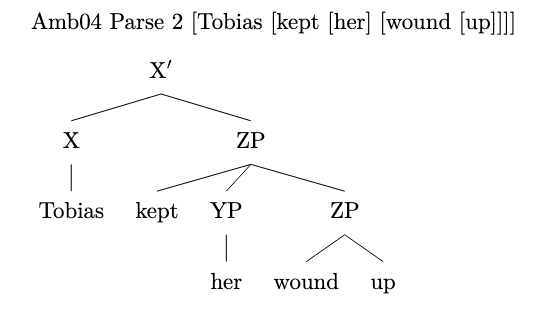 Amb04 Parse 2 [Tobias [kept [her] [wound [up]]]]
X′
X ZP
Tobias kept YP ZP
her wound up